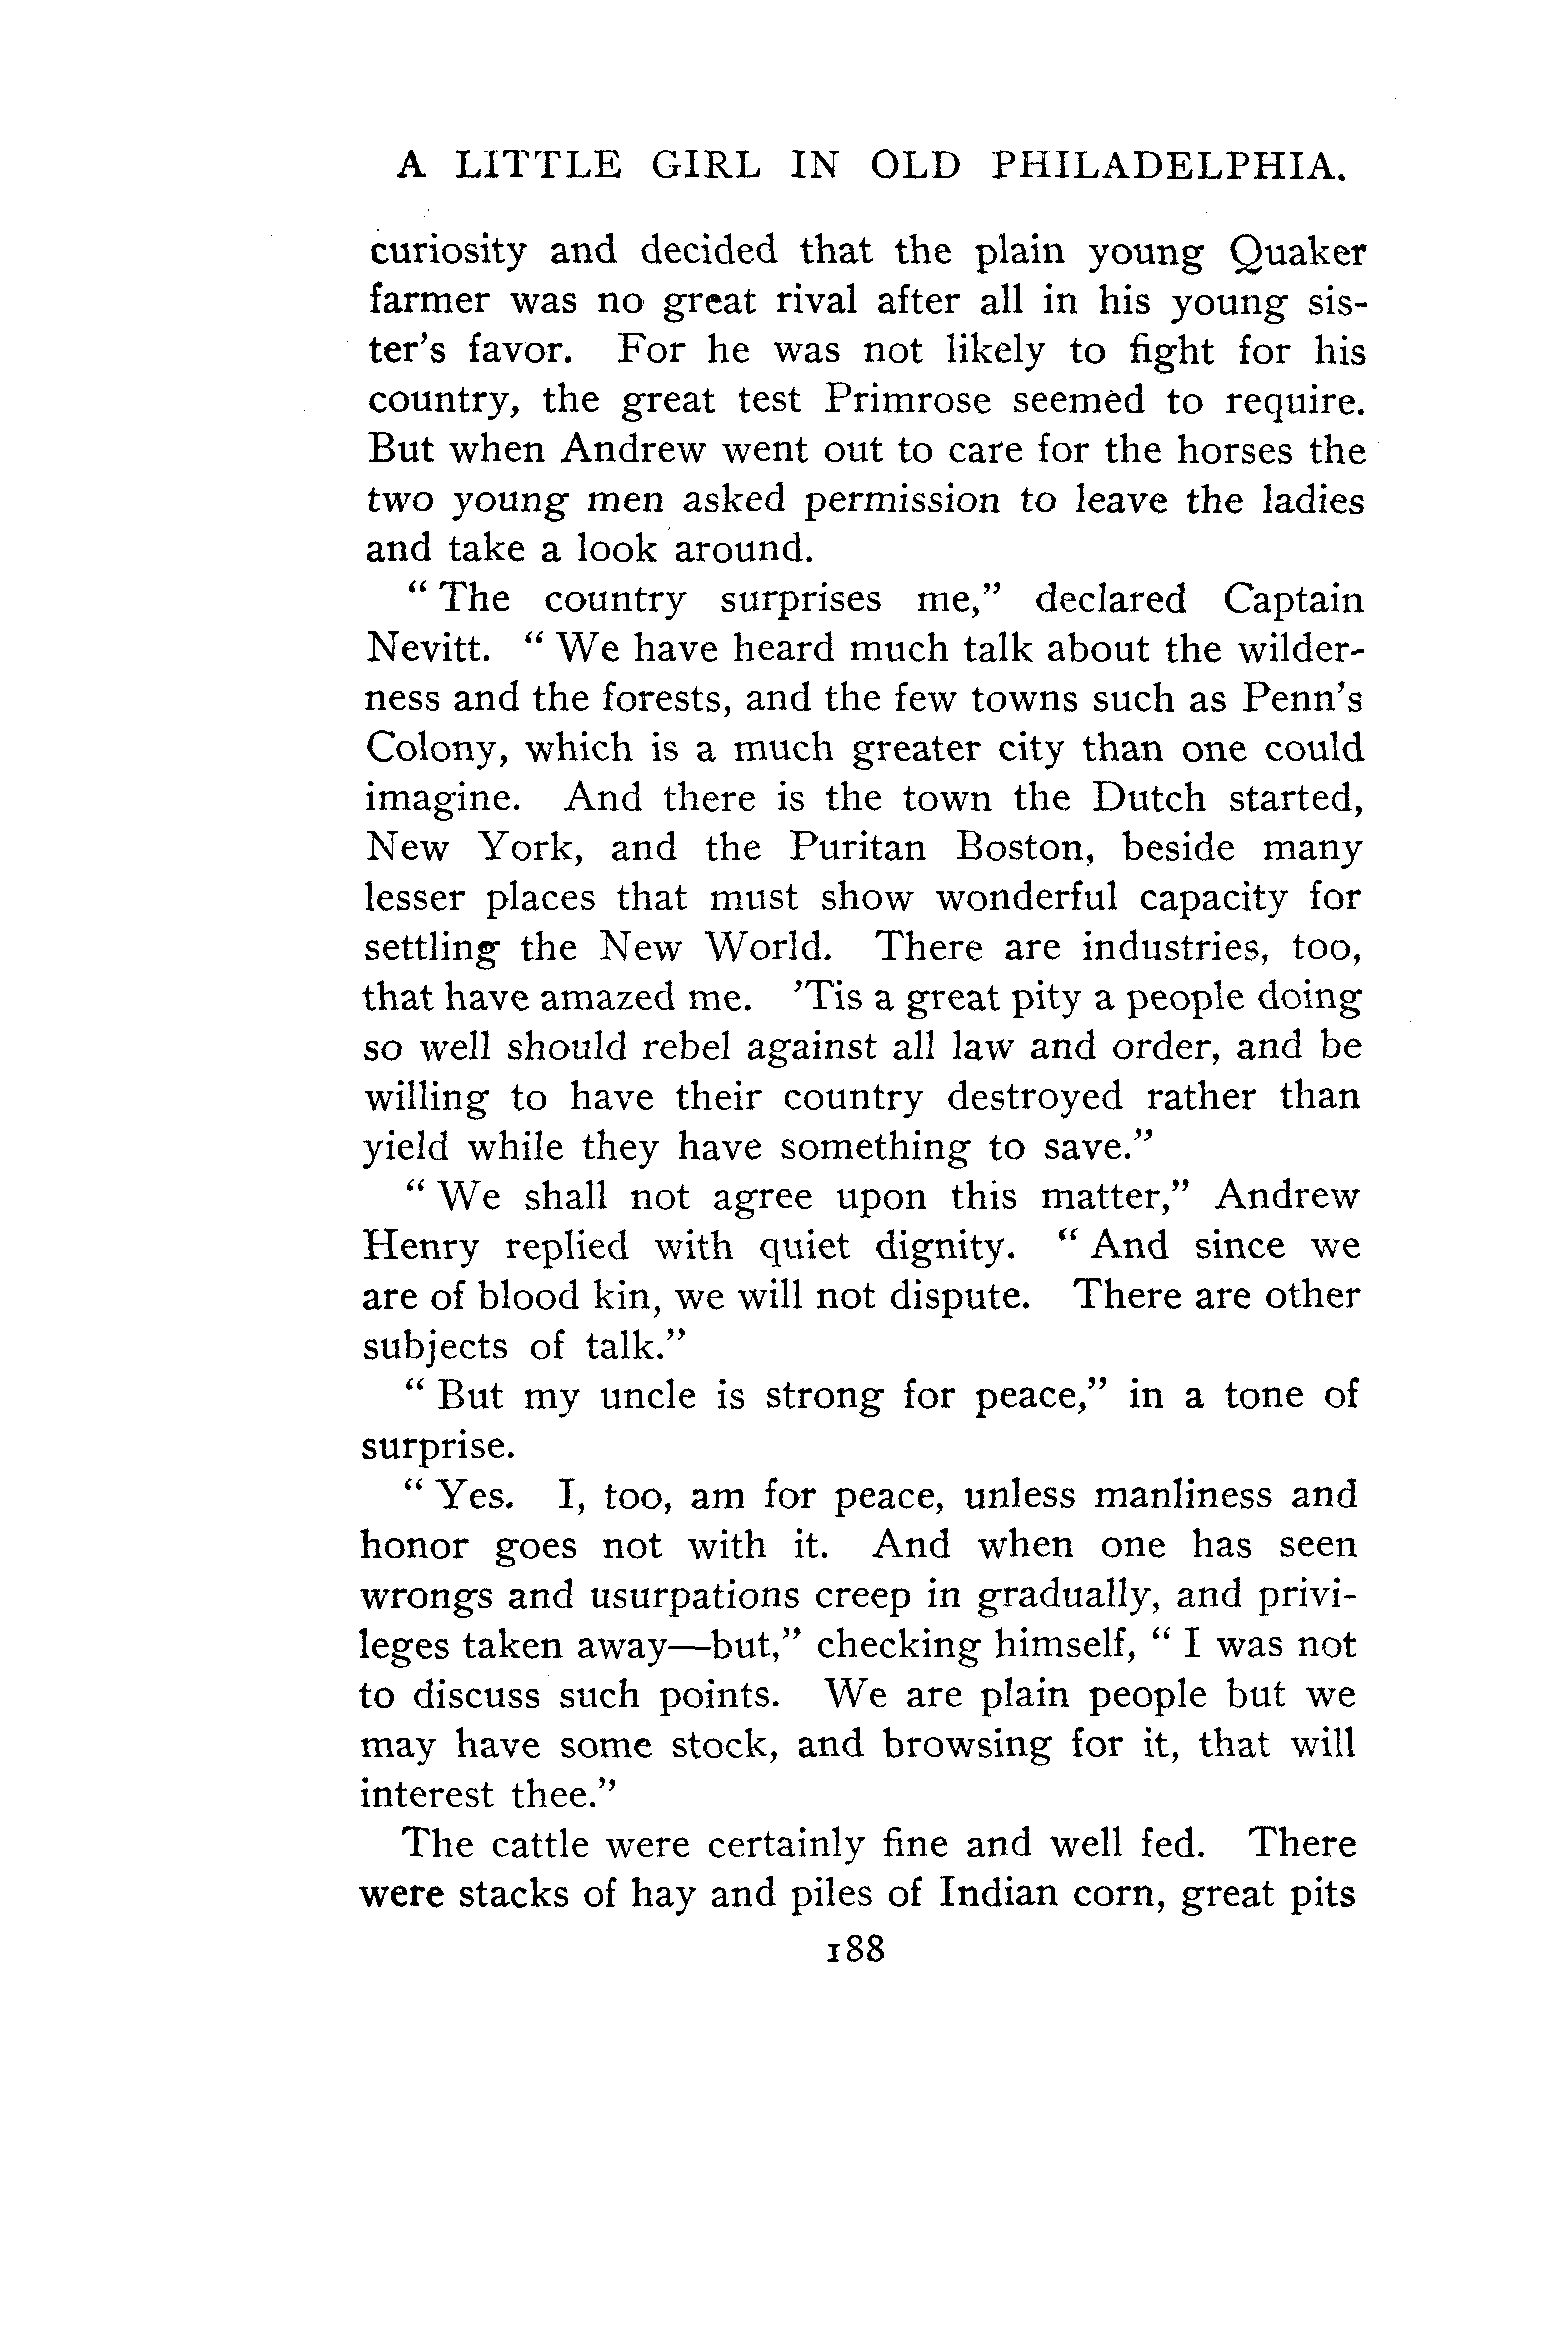 A LITTLE GIRL IN OLD PHILADELPHIA.
curiosity and decided that the plain young Quaker
farmer was no great rival after all in his young sis-
ter's favor. For he was not likely to fight for his
country, the great test Primrose seemed to require.
But when Andrew went out to care for the horses the
two young men asked permission to leave the ladies
and take a look around.
“ The country surprises me,” declared Captain
Nevitt. “ We have heard much talk about the wilder-
ness and the forests, and the few towns such as Penn's
Colony, which is a much greater city than one could
imagine. And there is the town the Dutch started,
New York, and the Puritan Boston, beside many
lesser places that must show wonderful capacity for
settling the New World. There are industries, too,
that have amazed me. 'Tis a great pity a people doing
so well should rebel against all law and order, and be
willing to have their country destroyed rather than
yield while they have something to save.”
“ We shall not agree upon this matter,” Andrew
Henry replied with quiet dignity. “ And since we
are of blood kin, we will not dispute. There are other
subjects of talk.”
“ But my uncle is strong for peace,” in a tone of
surprise.
“ Yes. I, too, am for peace, unless manliness and
honor goes not with it. And when one has seen
wrongs and usurpations creep in gradually, and privi-
leges taken away—but,” checking himself, “ I was not
to discuss such points. We are plain people but we
may have some stock, and browsing for it, that will
interest thee.”
The cattle were certainly fine and well fed. There
were stacks of hay and piles of Indian corn, great pits
188